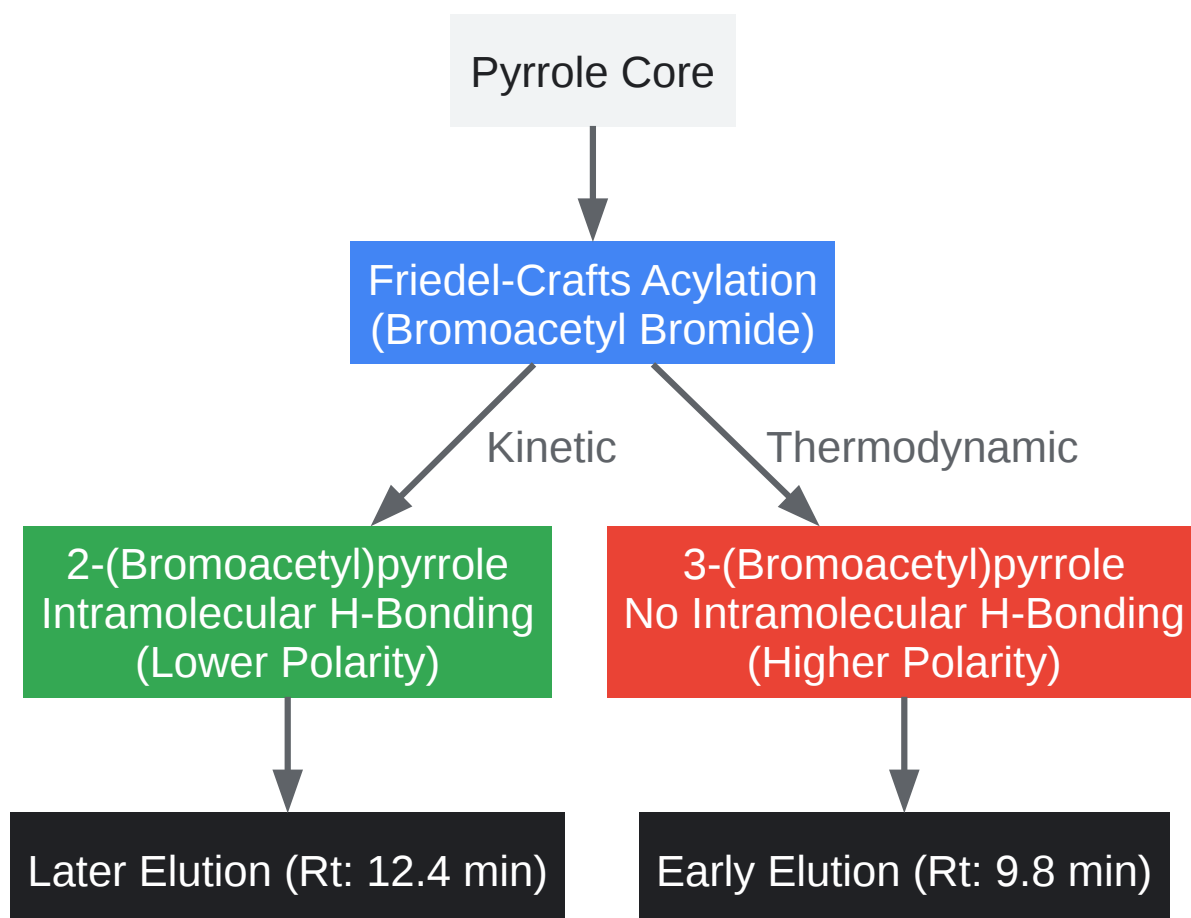 Pyrrole Core
Friedel-Crafts Acylation
(Bromoacetyl Bromide)
Kinetic
Thermodynamic
2-(Bromoacetyl)pyrrole
Intramolecular H-Bonding
(Lower Polarity)
3-(Bromoacetyl)pyrrole
No Intramolecular H-Bonding
(Higher Polarity)
Later Elution (Rt: 12.4 min)
Early Elution (Rt: 9.8 min)